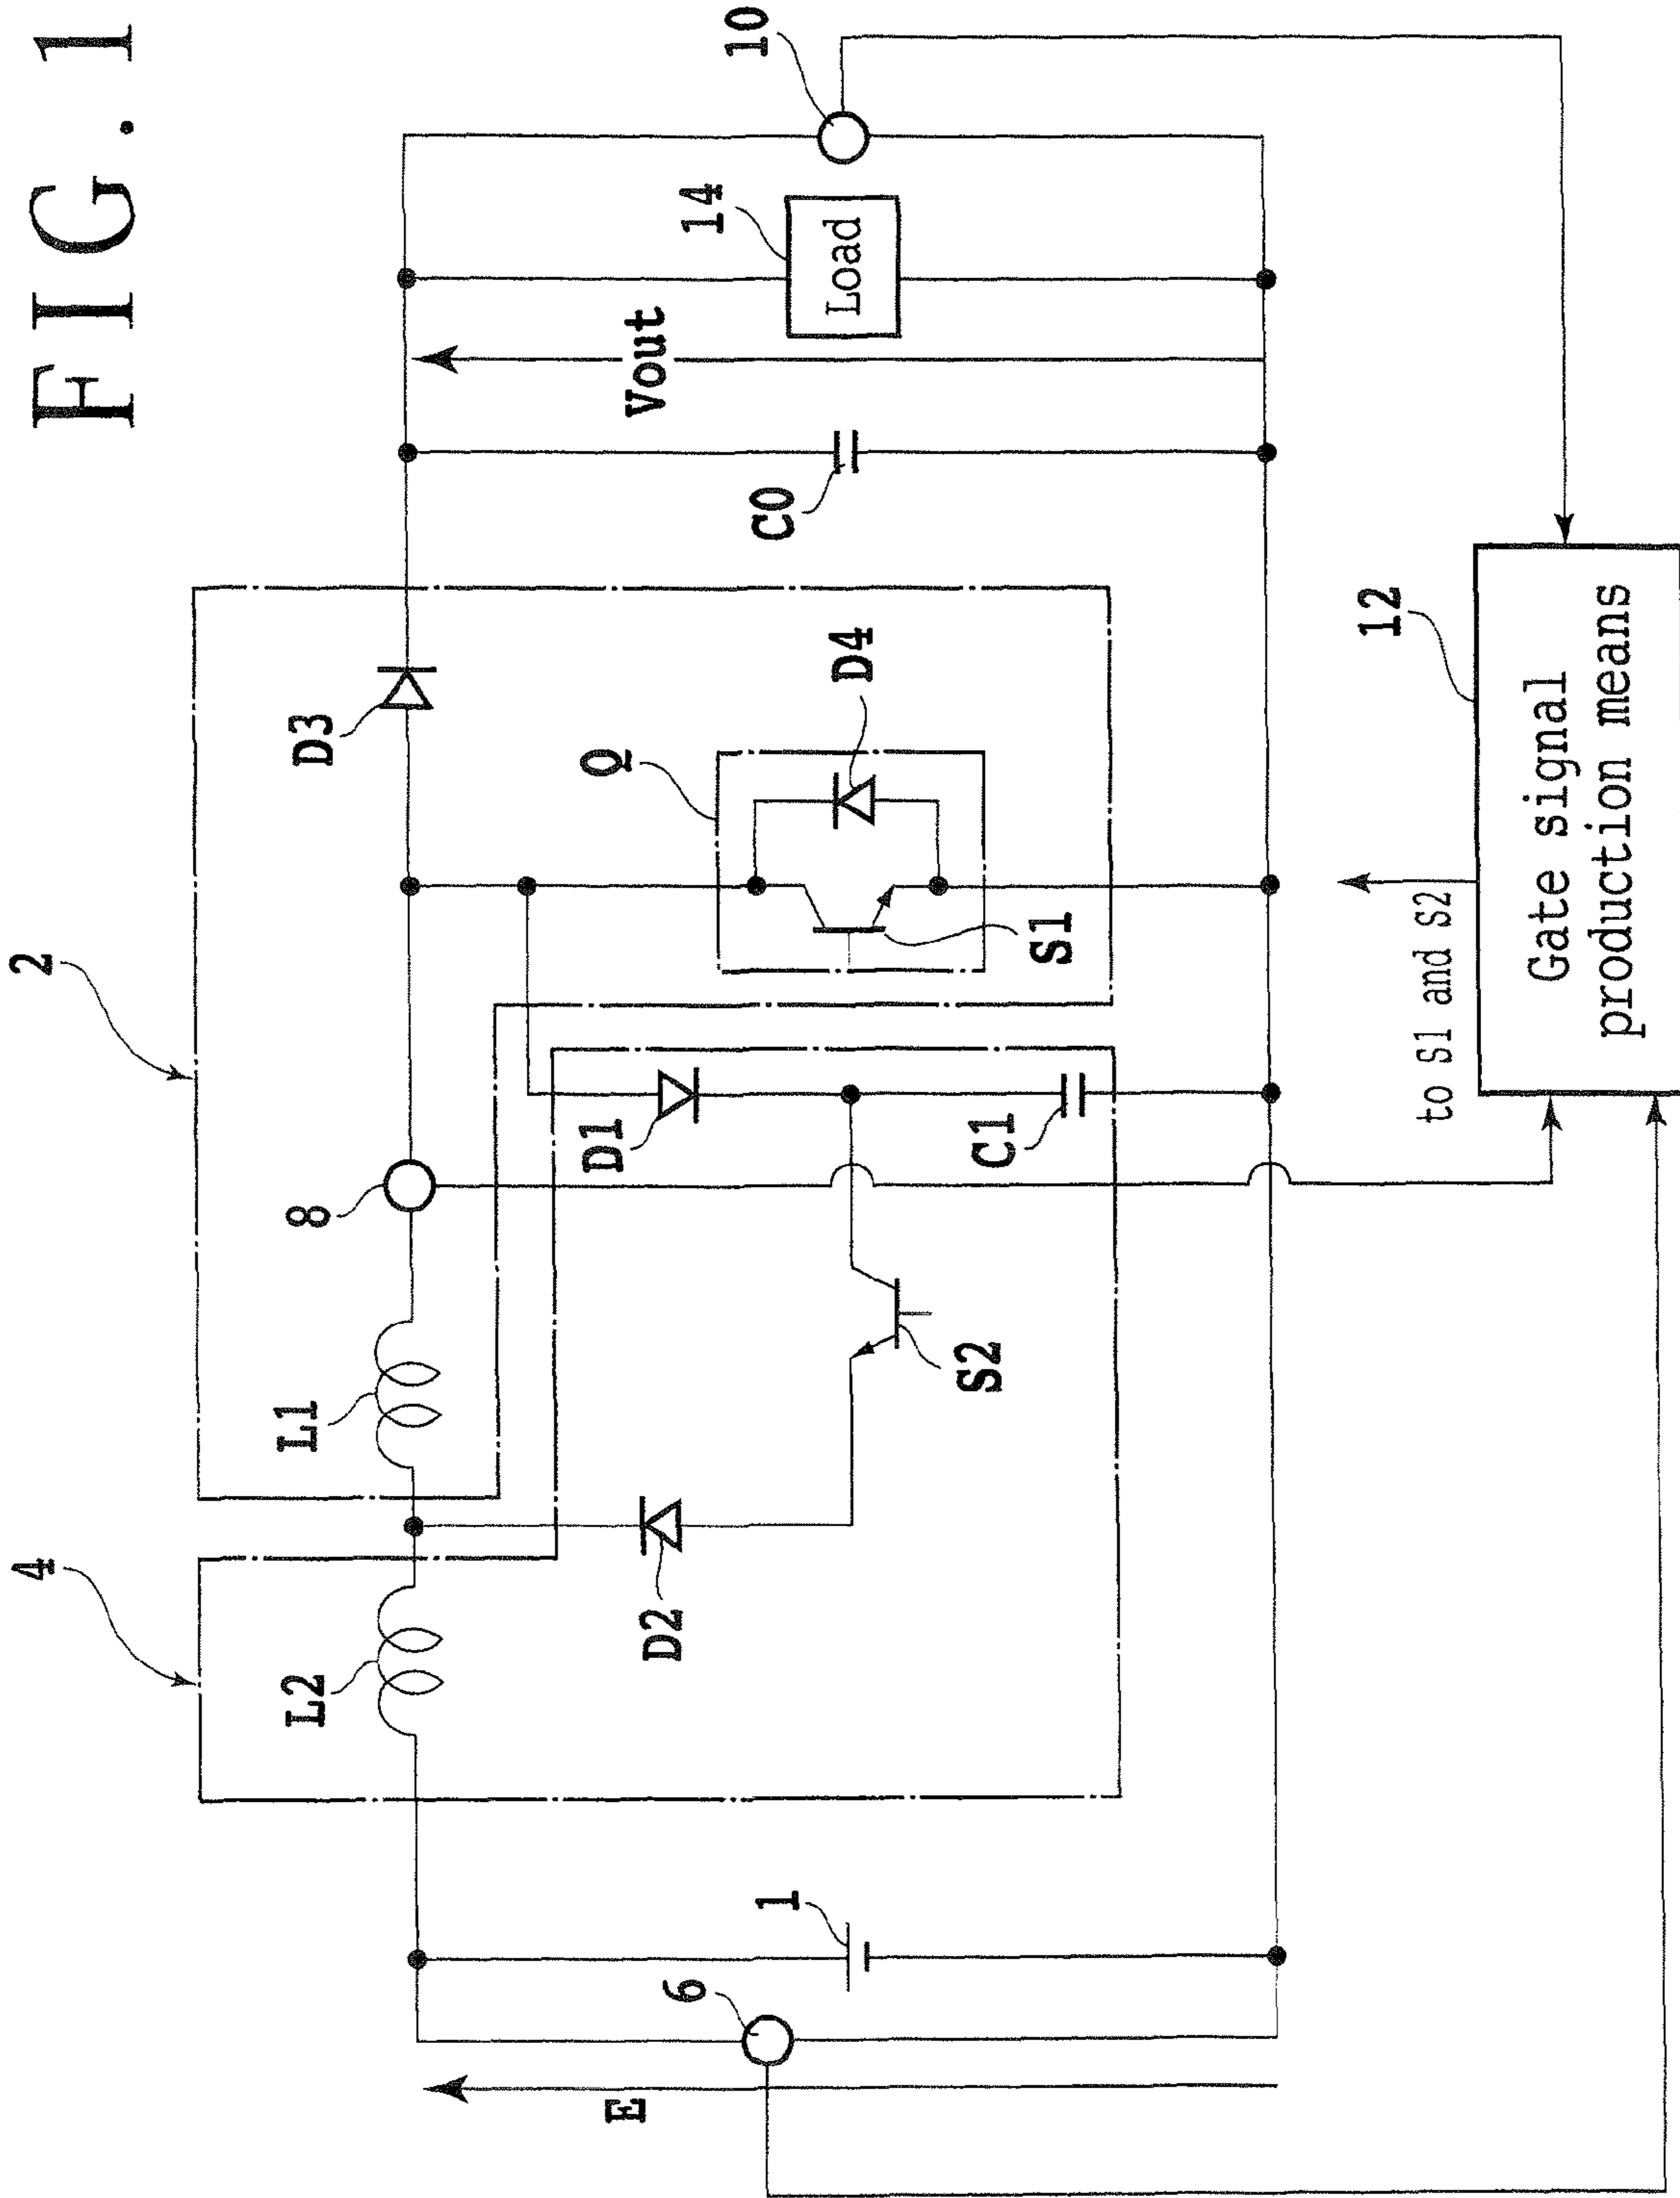 FIG. 1
2
4
L2
L1
8
D3
10
14
Load
Vout
C0
Q
D4
S1
D1
C1
D2
S2
1
6
E
12
to S1 and S2
Gate signal
production means